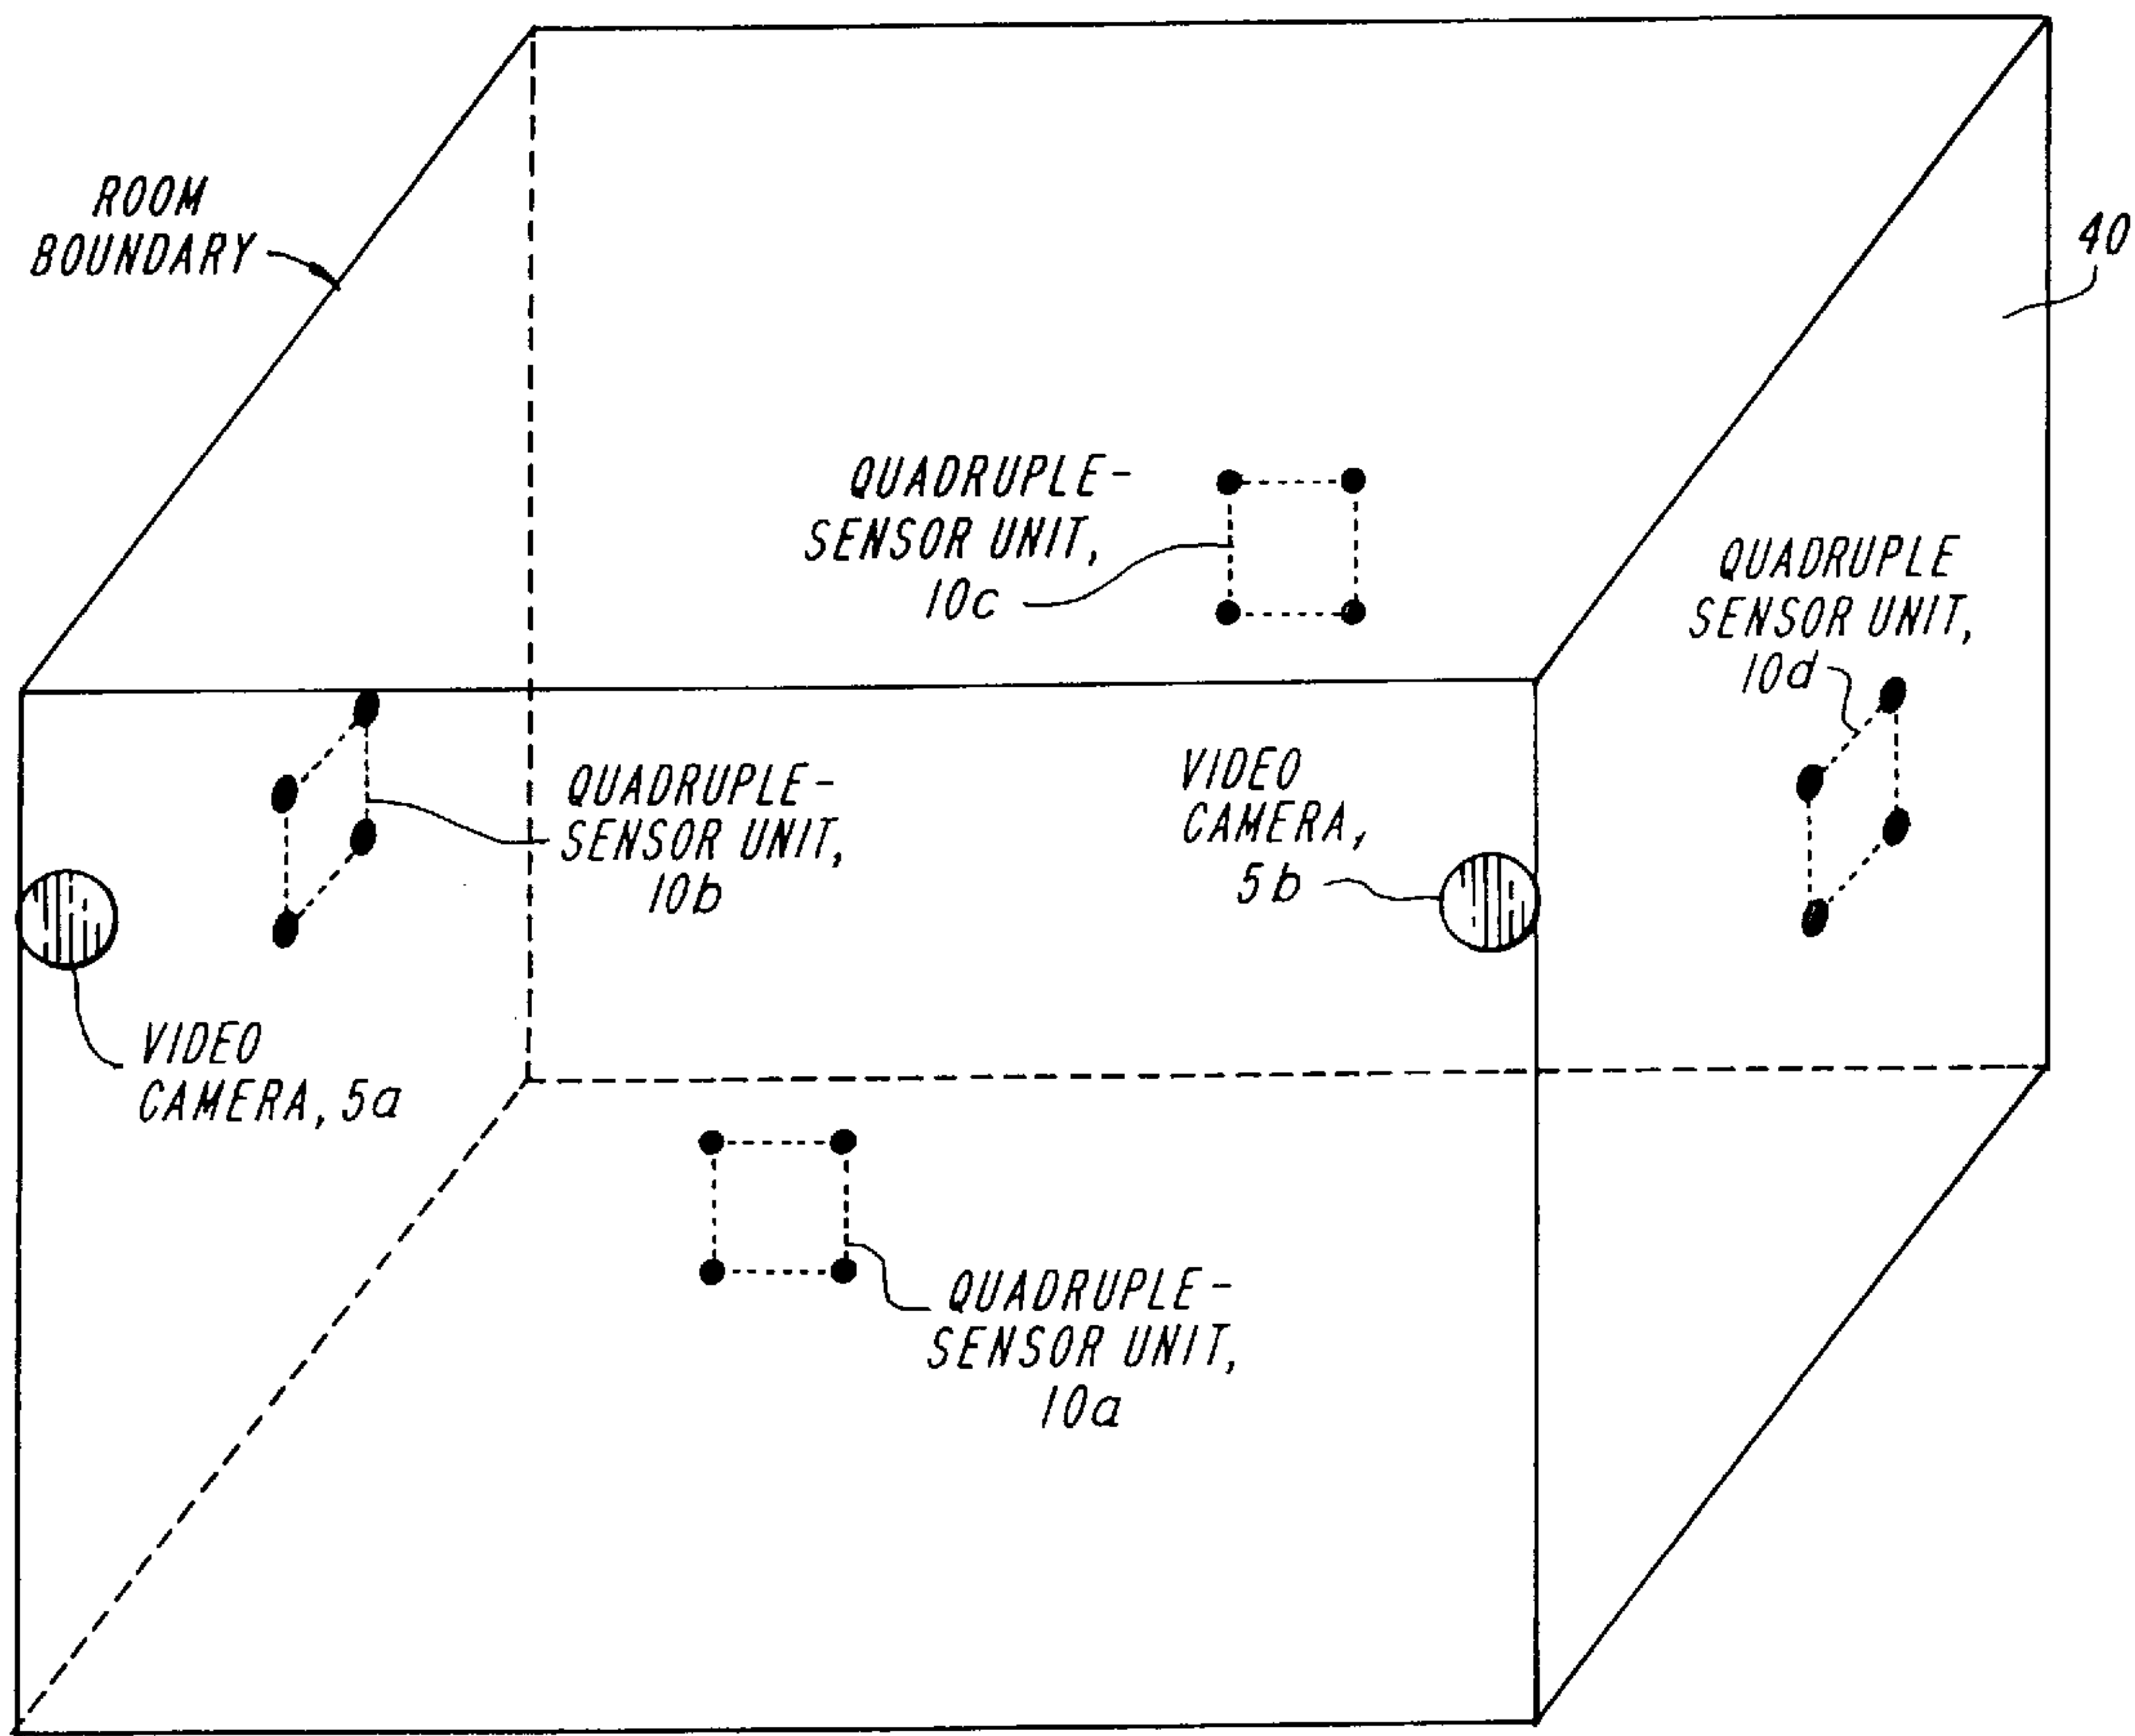 ROOM
BOUNDARY
40
QUADRUPLE-
SENSOR UNIT,
10c
QUADRUPLE
SENSOR UNIT,
10d
QUADRUPLE-
SENSOR UNIT,
10b
VIDEO
CAMERA,
5b
VIDEO
CAMERA, 5a
QUADRUPLE-
SENSOR UNIT,
10a